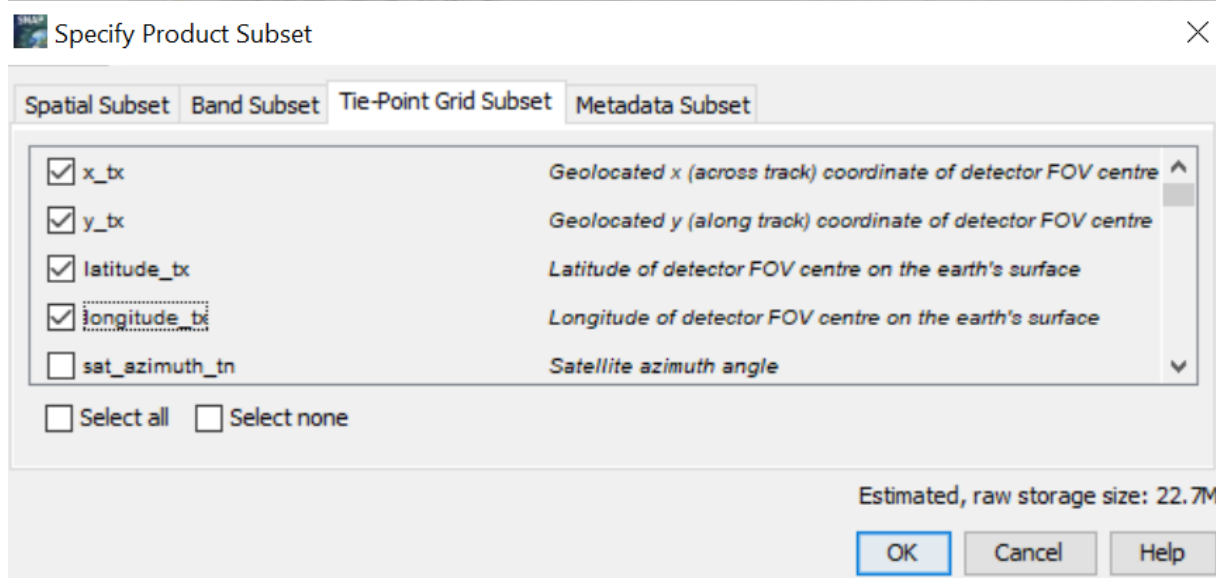 SNAP
Specify Product Subset
Spatial Subset Band Subset Tie-Point Grid Subset Metadata Subset
x_tx Geolocated x (across track) coordinate of detector FOV centre
y_tx Geolocated y (along track) coordinate of detector FOV centre
latitude_tx Latitude of detector FOV centre on the earth's surface
longitude_tx Longitude of detector FOV centre on the earth's surface
sat_azimuth_tn Satellite azimuth angle
Select all Select none
Estimated, raw storage size: 22.7M
OK Cancel Help